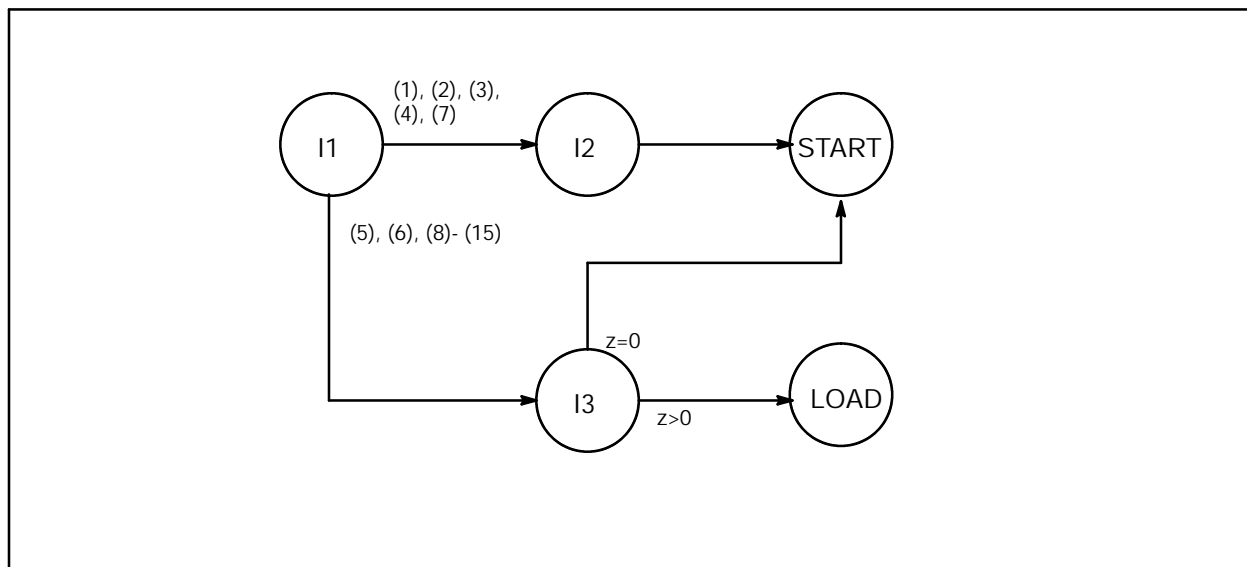 (1), (2), (3),
(4), (7)
I1
I2
START
(5), (6), (8)- (15)
z=0
I3
z>0
LOAD